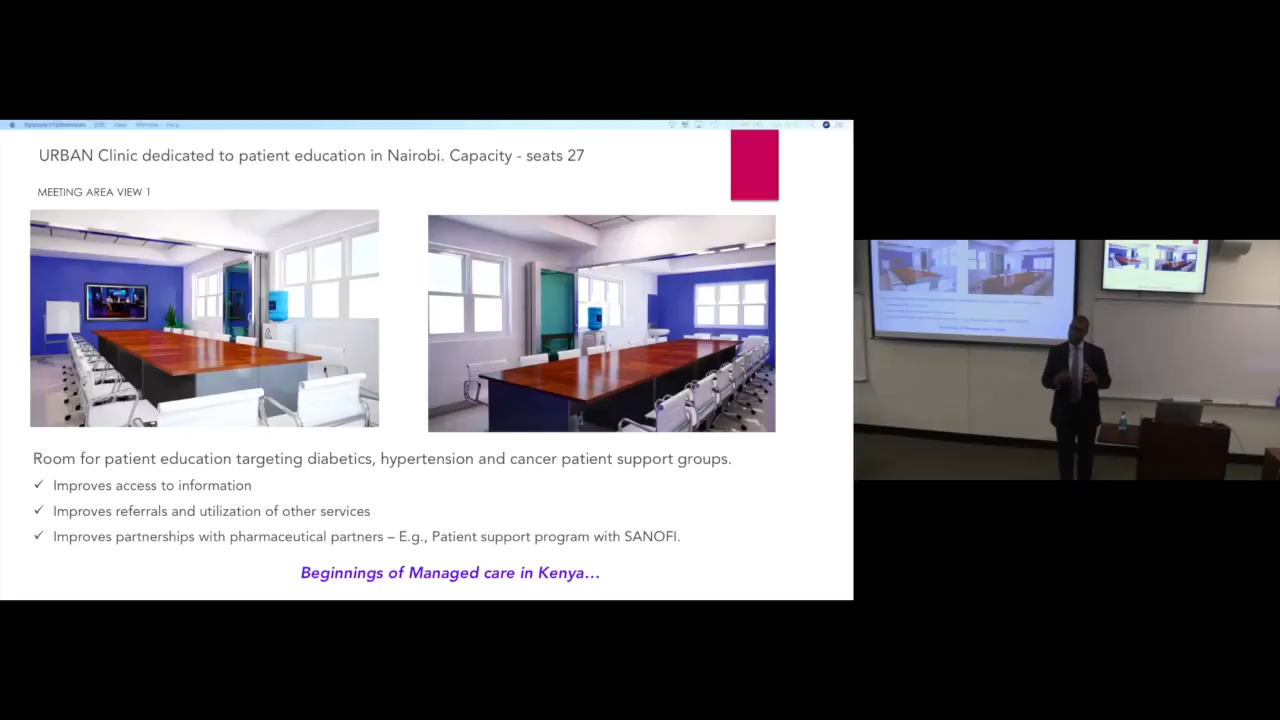 URBAN Clinic dedicated to patient education in Nairobi. Capacity - seats 27
MEETING AREA VIEW 1
Room for patient education targeting diabetics, hypertension and cancer patient support groups.
✓ Improves access to information
✓ Improves referrals and utilization of other services
✓ Improves partnerships with pharmaceutical partners – E.g., Patient support program with SANOFI.
Beginnings of Managed care in Kenya…